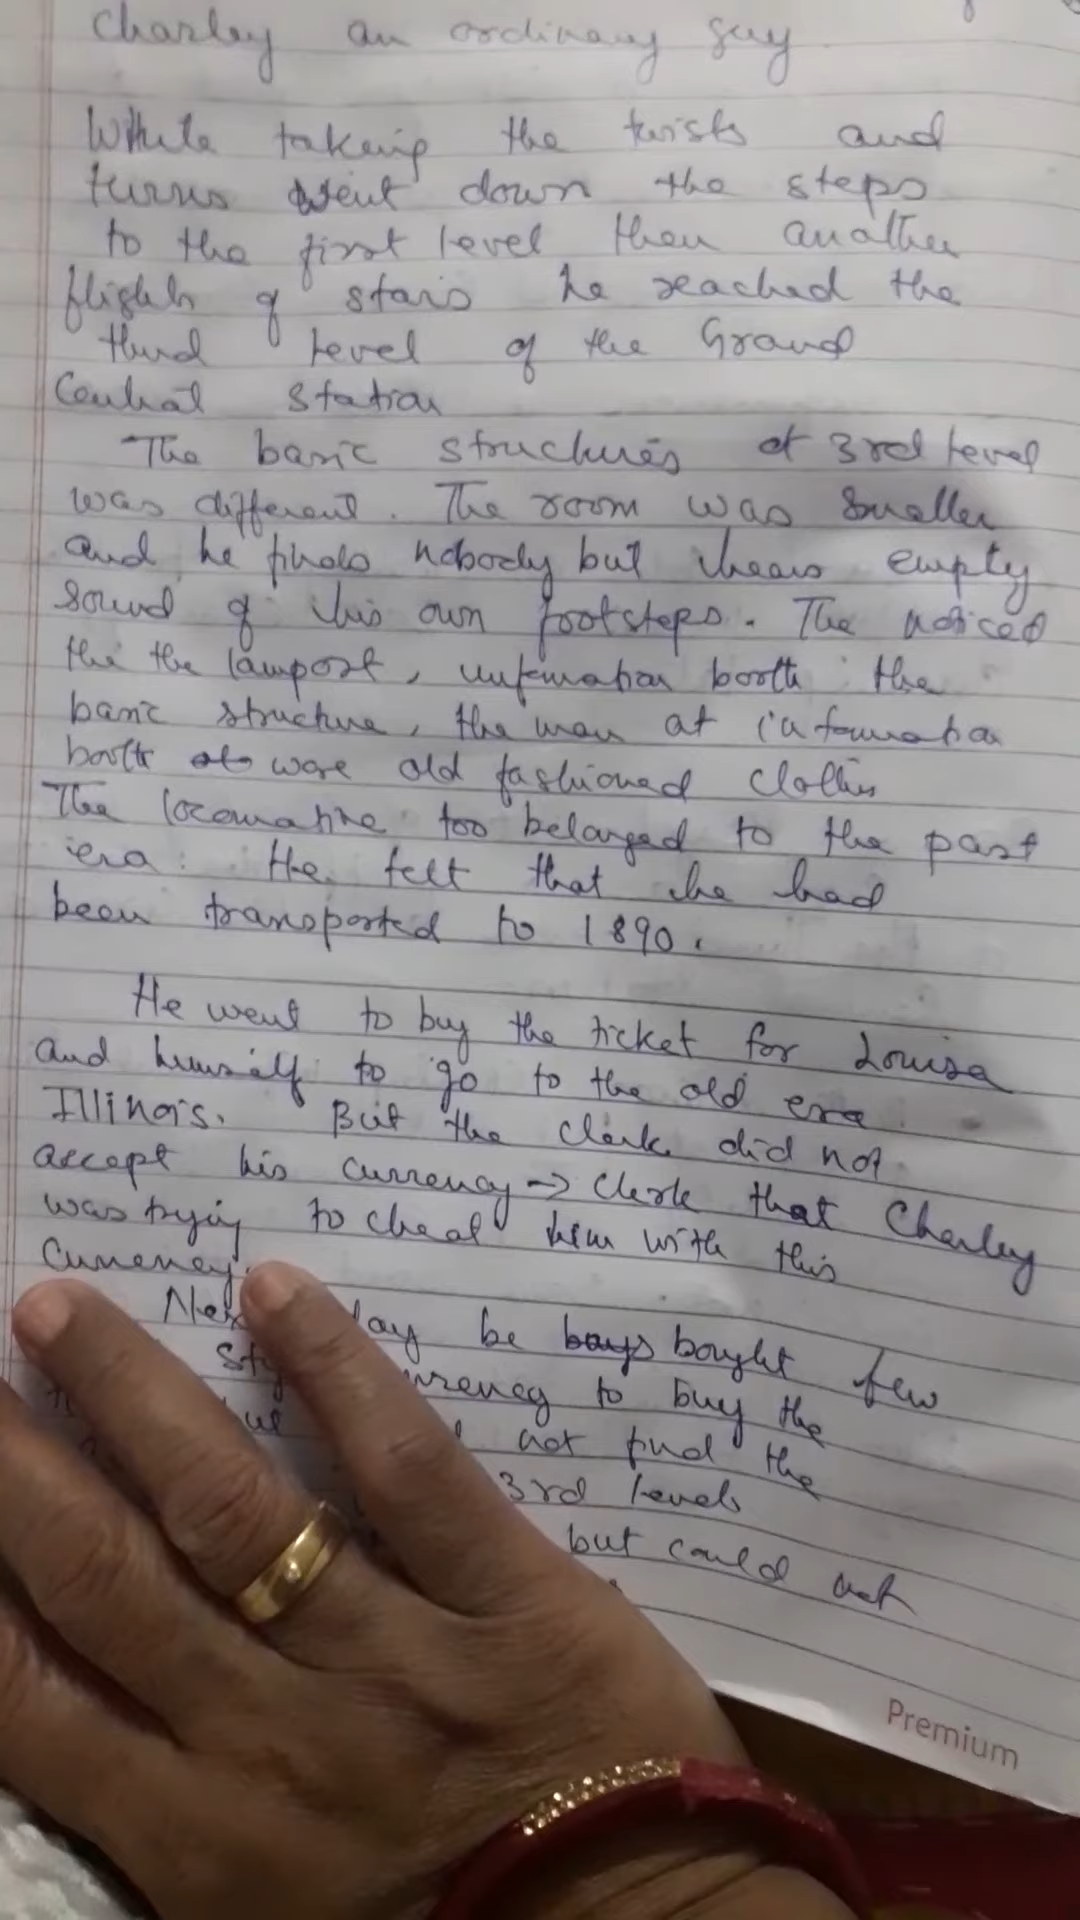 Charley an ordinary guy
While taking the twists and
turns went down the steps
to the first level then another
flights of stairs he reached the
third level of the Grand
Central Station
The basic structures of 3rd level
was different. The room was smaller
and he finds nobody but hears empty
sound of his own footsteps. The noticed
the the lampost, information booth the
basic structure, the man at information
booth wore old fashioned clothes
The locomotive too belonged to the past
era. He felt that he had
been transported to 1890.
He went to buy the ticket for Louisa
and himself to go to the old era
Illinois. But the clerk did not
accept his currency → Clerk that Charley
was trying to cheat him with this
Currency.
Nex ay he buys bought few
st rrency to buy the
not find the
3rd levels
but could not
Premium